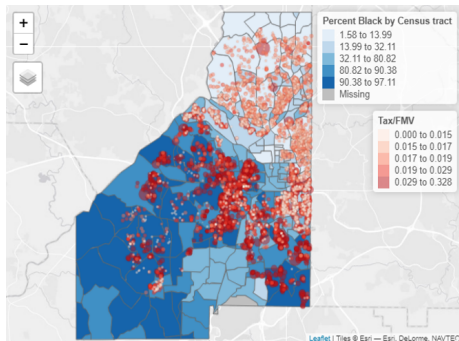 +
−
Percent Black by Census tract
1.58 to 13.99
13.99 to 32.11
32.11 to 80.82
80.82 to 90.38
90.38 to 97.11
Missing
Tax/FMV
0.000 to 0.015
0.015 to 0.017
0.017 to 0.019
0.019 to 0.029
0.029 to 0.328
Leaflet | Tiles © Esri — Esri, DeLorme, NAVTEQ